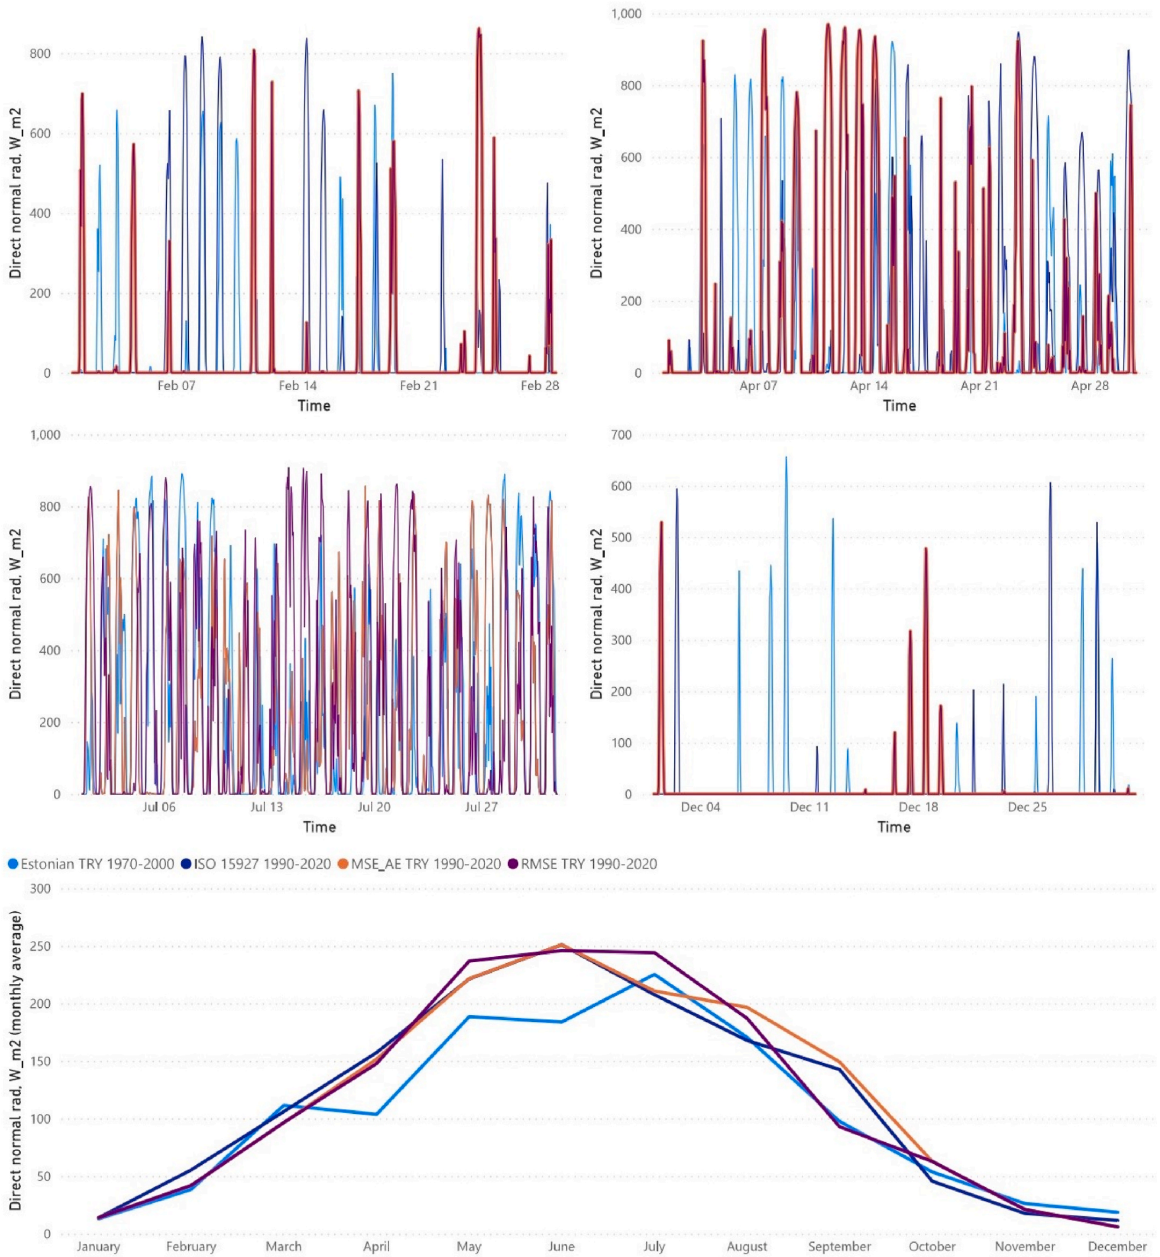 Direct normal rad, W_m2
800
600
400
200
0
Feb 07
Feb 14
Feb 21
Feb 28
Time
Direct normal rad, W_m2
1,000
800
600
400
200
0
Apr 07
Apr 14
Apr 21
Apr 28
Time
Direct normal rad, W_m2
1,000
800
600
400
200
0
Jul 06
Jul 13
Jul 20
Jul 27
Time
Direct normal rad, W_m2
700
600
500
400
300
200
100
0
Dec 04
Dec 11
Dec 18
Dec 25
Time
Estonian TRY 1970-2000 ISO 15927 1990-2020 MSE_AE TRY 1990-2020 RMSE TRY 1990-2020
Direct normal rad, W_m2 (monthly average)
300
250
200
150
100
50
0
January February March April May June July August September October November December